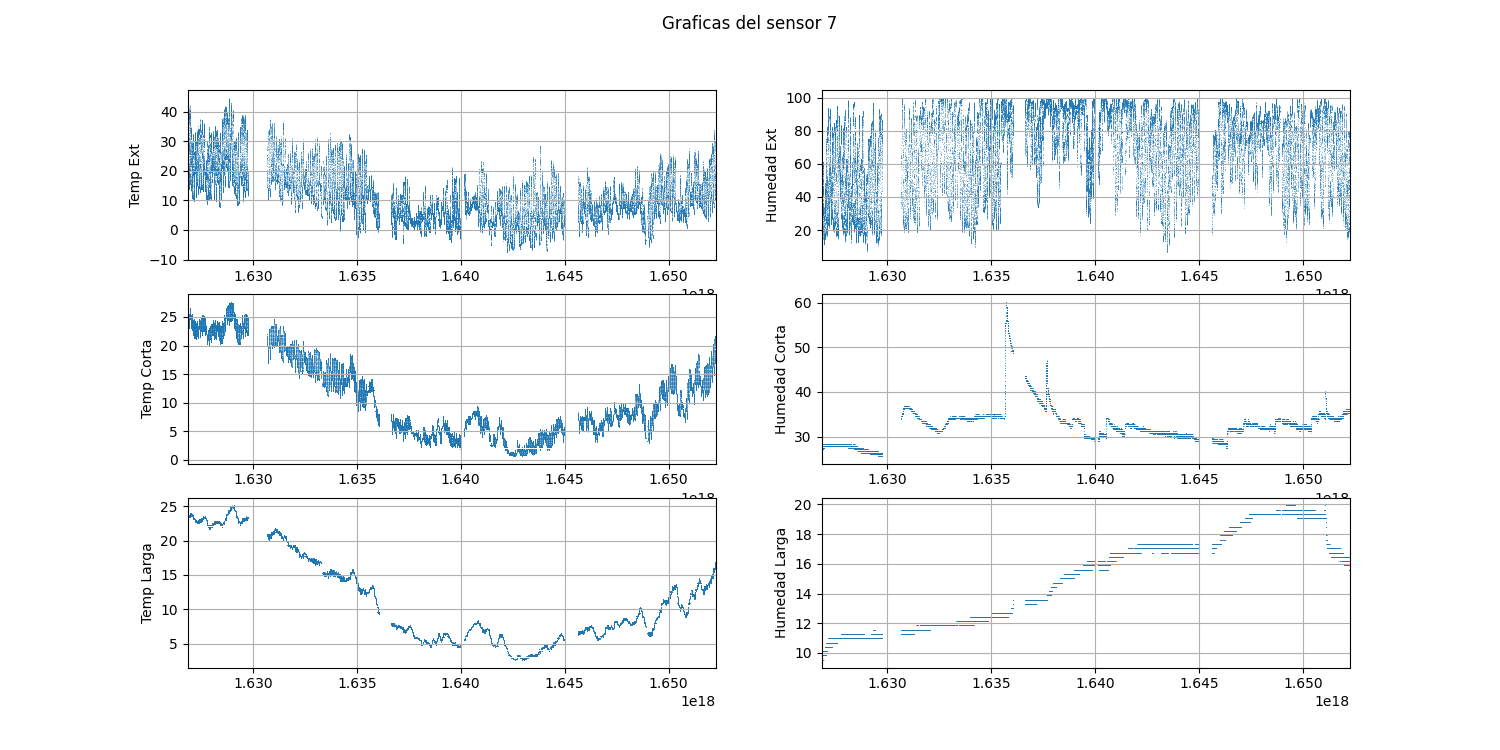 Graficas del sensor 7
Temp Ext
40
30
20
10
0
−10
1.630 1.635 1.640 1.645 1.650
1e18
Humedad Ext
100
80
60
40
20
1.630 1.635 1.640 1.645 1.650
1e18
Temp Corta
25
20
15
10
5
0
1.630 1.635 1.640 1.645 1.650
1e18
Humedad Corta
60
50
40
30
1.630 1.635 1.640 1.645 1.650
1e18
Temp Larga
25
20
15
10
5
1.630 1.635 1.640 1.645 1.650
1e18
Humedad Larga
20
18
16
14
12
10
1.630 1.635 1.640 1.645 1.650
1e18